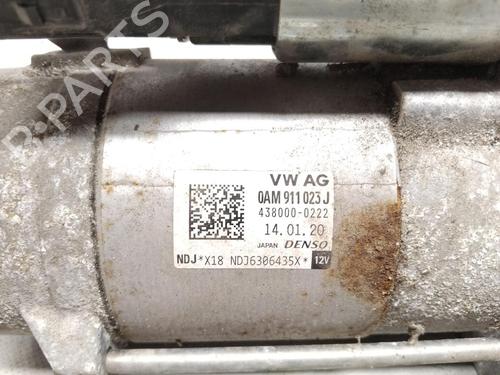 B-PARTS
VW AG
0AM 911 023 J
438000-0222
14.01.20
JAPAN DENSO
NDJ*X18 NDJ6306435X* 12V